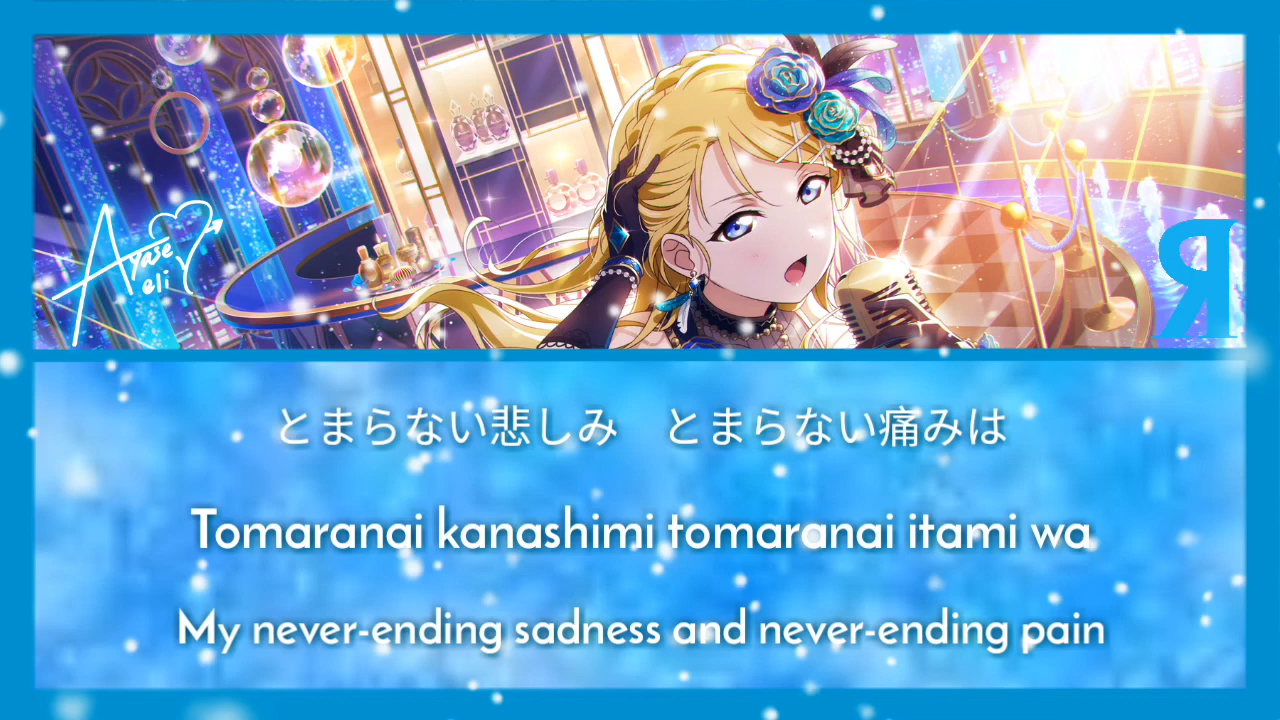 Ayase
eli
Я
とまらない悲しみ　とまらない痛みは
Tomaranai kanashimi tomaranai itami wa
My never-ending sadness and never-ending pain